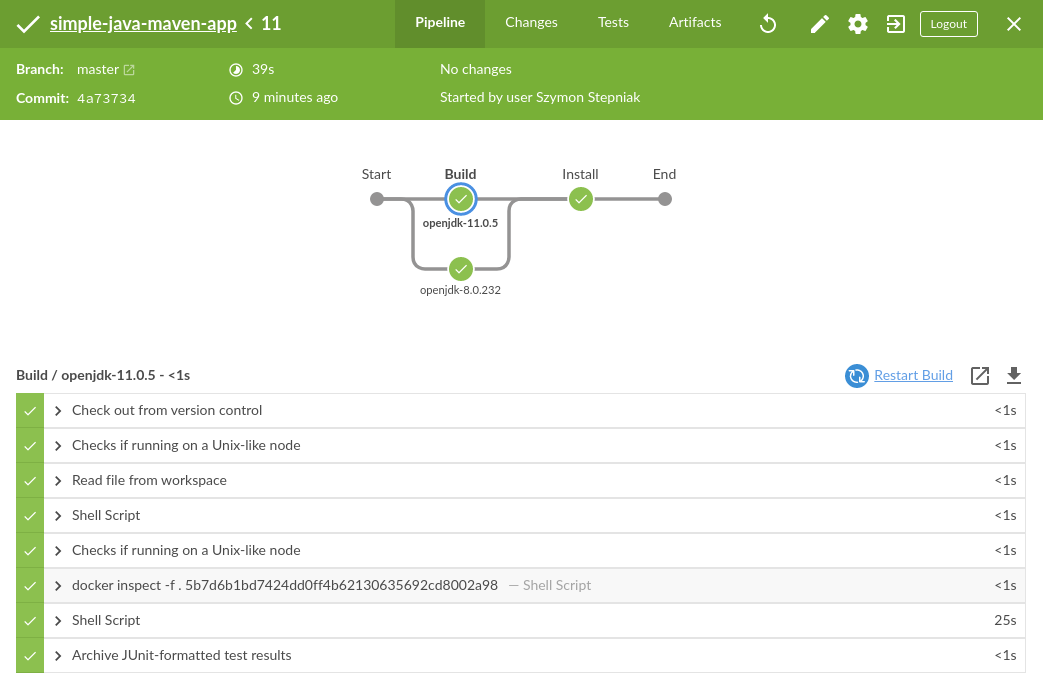 simple-java-maven-app < 11 Pipeline Changes Tests Artifacts Logout
Branch: master 39s No changes
Commit: 4a73734 9 minutes ago Started by user Szymon Stepniak
Start Build Install End
openjdk-11.0.5
openjdk-8.0.232
Build / openjdk-11.0.5 - <1s Restart Build
Check out from version control <1s
Checks if running on a Unix-like node <1s
Read file from workspace <1s
Shell Script <1s
Checks if running on a Unix-like node <1s
docker inspect -f . 5b7d6b1bd7424dd0ff4b62130635692cd8002a98 — Shell Script <1s
Shell Script 25s
Archive JUnit-formatted test results <1s